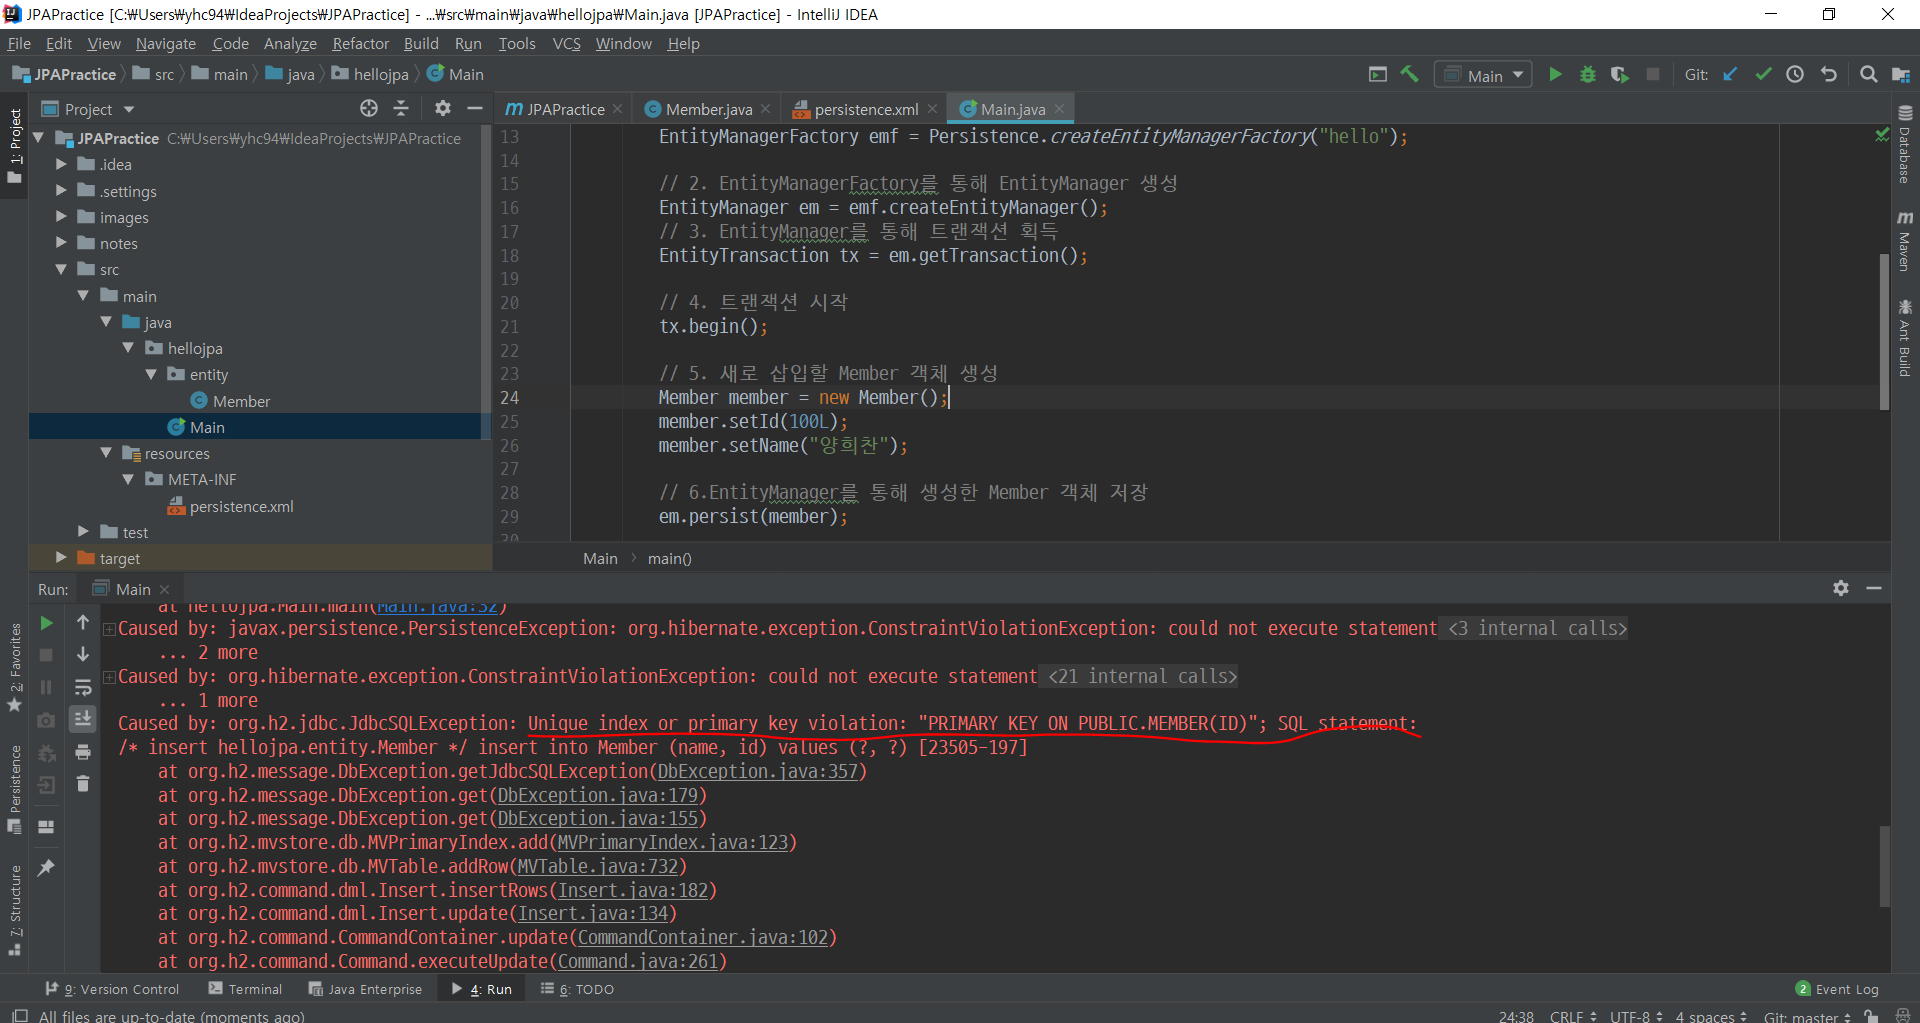 JPAPractice [C:₩Users₩yhc94₩IdeaProjects₩JPAPractice] - ...₩src₩main₩java₩hellojpa₩Main.java [JPAPractice] - IntelliJ IDEA
File Edit View Navigate Code Analyze Refactor Build Run Tools VCS Window Help
JPAPractice src main java hellojpa Main
Main
Git:
Project
JPAPractice
Member.java
persistence.xml
Main.java
1: Project
2: Favorites
Persistence
7: Structure
JPAPractice C:₩Users₩yhc94₩IdeaProjects₩JPAPractice
.idea
.settings
images
notes
src
main
java
hellojpa
entity
Member
Main
resources
META-INF
persistence.xml
test
target
13 EntityManagerFactory emf = Persistence.createEntityManagerFactory("hello");
14
15 // 2. EntityManagerFactory를 통해 EntityManager 생성
16 EntityManager em = emf.createEntityManager();
17 // 3. EntityManager를 통해 트랜잭션 획득
18 EntityTransaction tx = em.getTransaction();
19
20 // 4. 트랜잭션 시작
21 tx.begin();
22
23 // 5. 새로 삽입할 Member 객체 생성
24 Member member = new Member();
25 member.setId(100L);
26 member.setName("양희찬");
27
28 // 6.EntityManager를 통해 생성한 Member 객체 저장
29 em.persist(member);
30
Main main()
Database
Maven
Ant Build
Run: Main
at hellojpa.Main.main(Main.java:32)
Caused by: javax.persistence.PersistenceException: org.hibernate.exception.ConstraintViolationException: could not execute statement <3 internal calls>
... 2 more
Caused by: org.hibernate.exception.ConstraintViolationException: could not execute statement <21 internal calls>
... 1 more
Caused by: org.h2.jdbc.JdbcSQLException: Unique index or primary key violation: "PRIMARY KEY ON PUBLIC.MEMBER(ID)"; SQL statement:
/* insert hellojpa.entity.Member */ insert into Member (name, id) values (?, ?) [23505-197]
at org.h2.message.DbException.getJdbcSQLException(DbException.java:357)
at org.h2.message.DbException.get(DbException.java:179)
at org.h2.message.DbException.get(DbException.java:155)
at org.h2.mvstore.db.MVPrimaryIndex.add(MVPrimaryIndex.java:123)
at org.h2.mvstore.db.MVTable.addRow(MVTable.java:732)
at org.h2.command.dml.Insert.insertRows(Insert.java:182)
at org.h2.command.dml.Insert.update(Insert.java:134)
at org.h2.command.CommandContainer.update(CommandContainer.java:102)
at org.h2.command.Command.executeUpdate(Command.java:261)
9: Version Control Terminal Java Enterprise 4: Run 6: TODO 2 Event Log
All files are up-to-date (moments ago) 24:38 CRLF UTF-8 4 spaces Git: master